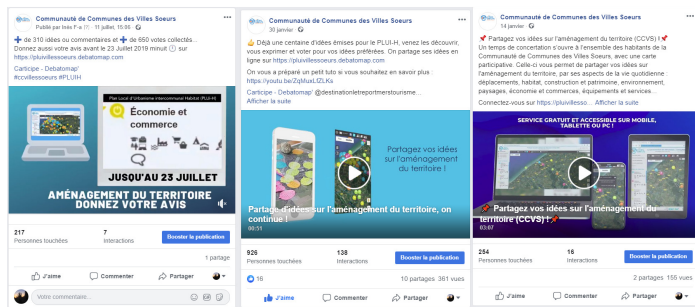 Communauté de Communes des Villes Soeurs
Publié par Inès F-a · 11 juillet, 15:06
+ de 310 idées ou commentaires et + de 650 votes collectés...
Donnez aussi votre avis avant le 23 Juillet 2019 minuit sur
https://pluivillessoeurs.debatomap.com
Carticipe - Debatomap'
#ccvillessoeurs #PLUIH
Plan Local d'Urbanisme intercommunal Habitat (PLUi-H)
Économie et
commerce
JUSQU'AU 23 JUILLET
AMÉNAGEMENT DU TERRITOIRE
DONNEZ VOTRE AVIS
217
Personnes touchées
7
Interactions
Booster la publication
1 partage
J'aime
Commenter
Partager
Votre commentaire...
Communauté de Communes des Villes Soeurs
30 janvier
Déjà une centaine d'idées émises pour le PLUI-H, venez les découvrir,
vous exprimer et voter pour vos idées préférées. On partage ses idées en
ligne sur https://pluivillessoeurs.debatomap.com
On vous a préparé un petit tuto si vous souhaitez en savoir plus :
Carticipe - Debatomap' @destinationletreportmerstourisme...
Afficher la suite
Partagez vos idées
sur l'aménagement
du territoire !
Partage d'idées sur l'aménagement du territoire, on
continue !
00:51
926
Personnes touchées
138
Interactions
Booster la publication
16
10 partages 361 vues
J'aime
Commenter
Partager
Communauté de Communes des Villes Soeurs
14 janvier
Partagez vos idées sur l'aménagement du territoire (CCVS) !
Un temps de concertation s'ouvre à l'ensemble des habitants de la
Communauté de Communes des Villes Soeurs, avec une carte
participative. Celle-ci vous permet de partager vos idées sur
l'aménagement du territoire, par ses aspects de la vie quotidienne :
déplacements, habitat, construction et patrimoine, environnement,
paysages, économie et commerces, équipements et services...
Connectez-vous sur https://pluivillesso... Afficher la suite
SERVICE GRATUIT ET ACCESSIBLE SUR MOBILE,
TABLETTE OU PC !
Partagez vos idées sur l'aménagement du
territoire (CCVS) !
03:07
254
Personnes touchées
16
Interactions
Booster la publication
2 partages 155 vues
J'aime
Commenter
Partager